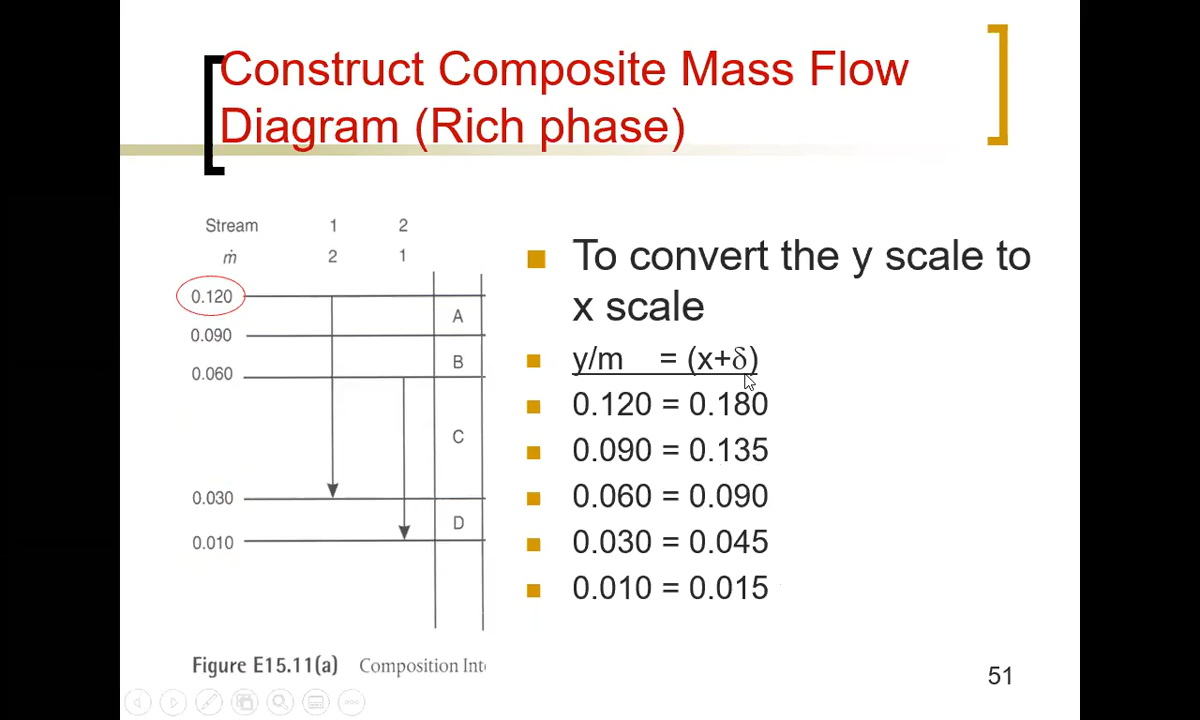 Construct Composite Mass Flow
Diagram (Rich phase)
Stream 1 2
ṁ 2 1
0.120
A
0.090
B
0.060
C
0.030
D
0.010
Figure E15.11(a) Composition Int
To convert the y scale to
x scale
y/m = (x+δ)
0.120 = 0.180
0.090 = 0.135
0.060 = 0.090
0.030 = 0.045
0.010 = 0.015
51